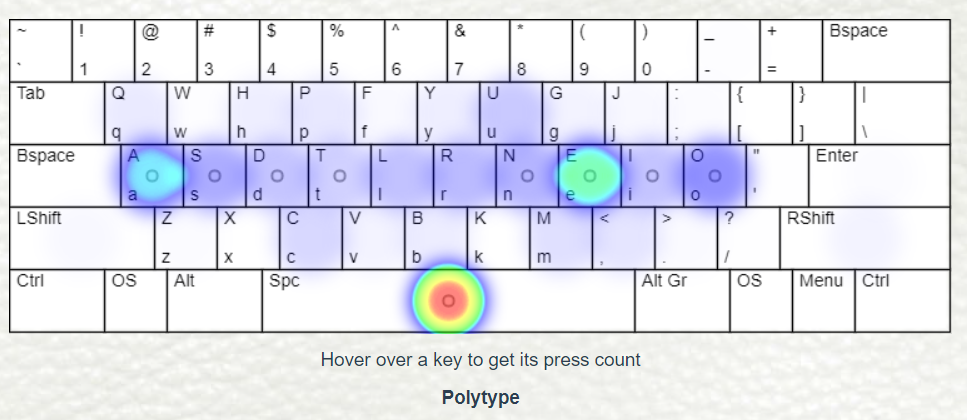 ~ ! @ # $ % ^ & * ( ) _ + Bspace
` 1 2 3 4 5 6 7 8 9 0 - =
Tab Q W H P F Y U G J : { } |
q w h p f y u g j ; [ ] \
Bspace A S D T L R N E I O " Enter
a s d t l r n e i o '
LShift Z X C V B K M < > ? RShift
z x c v b k m , . /
Ctrl OS Alt Spc Alt Gr OS Menu Ctrl
Hover over a key to get its press count
Polytype